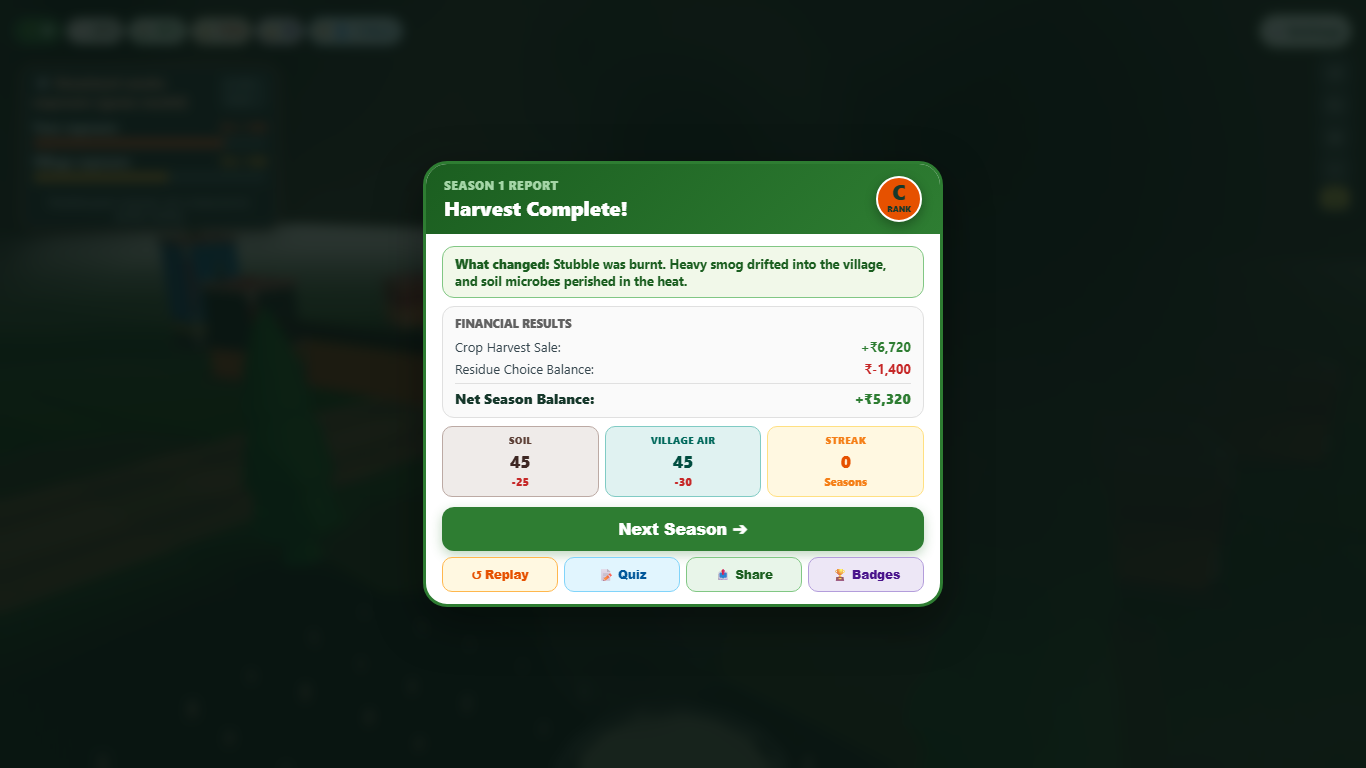 SEASON 1 REPORT
Harvest Complete!
C
RANK
What changed: Stubble was burnt. Heavy smog drifted into the village,
and soil microbes perished in the heat.
FINANCIAL RESULTS
Crop Harvest Sale: +₹6,720
Residue Choice Balance: ₹-1,400
Net Season Balance: +₹5,320
SOIL
45
-25
VILLAGE AIR
45
-30
STREAK
0
Seasons
Next Season ➔
↺ Replay
📝 Quiz
📤 Share
🏆 Badges